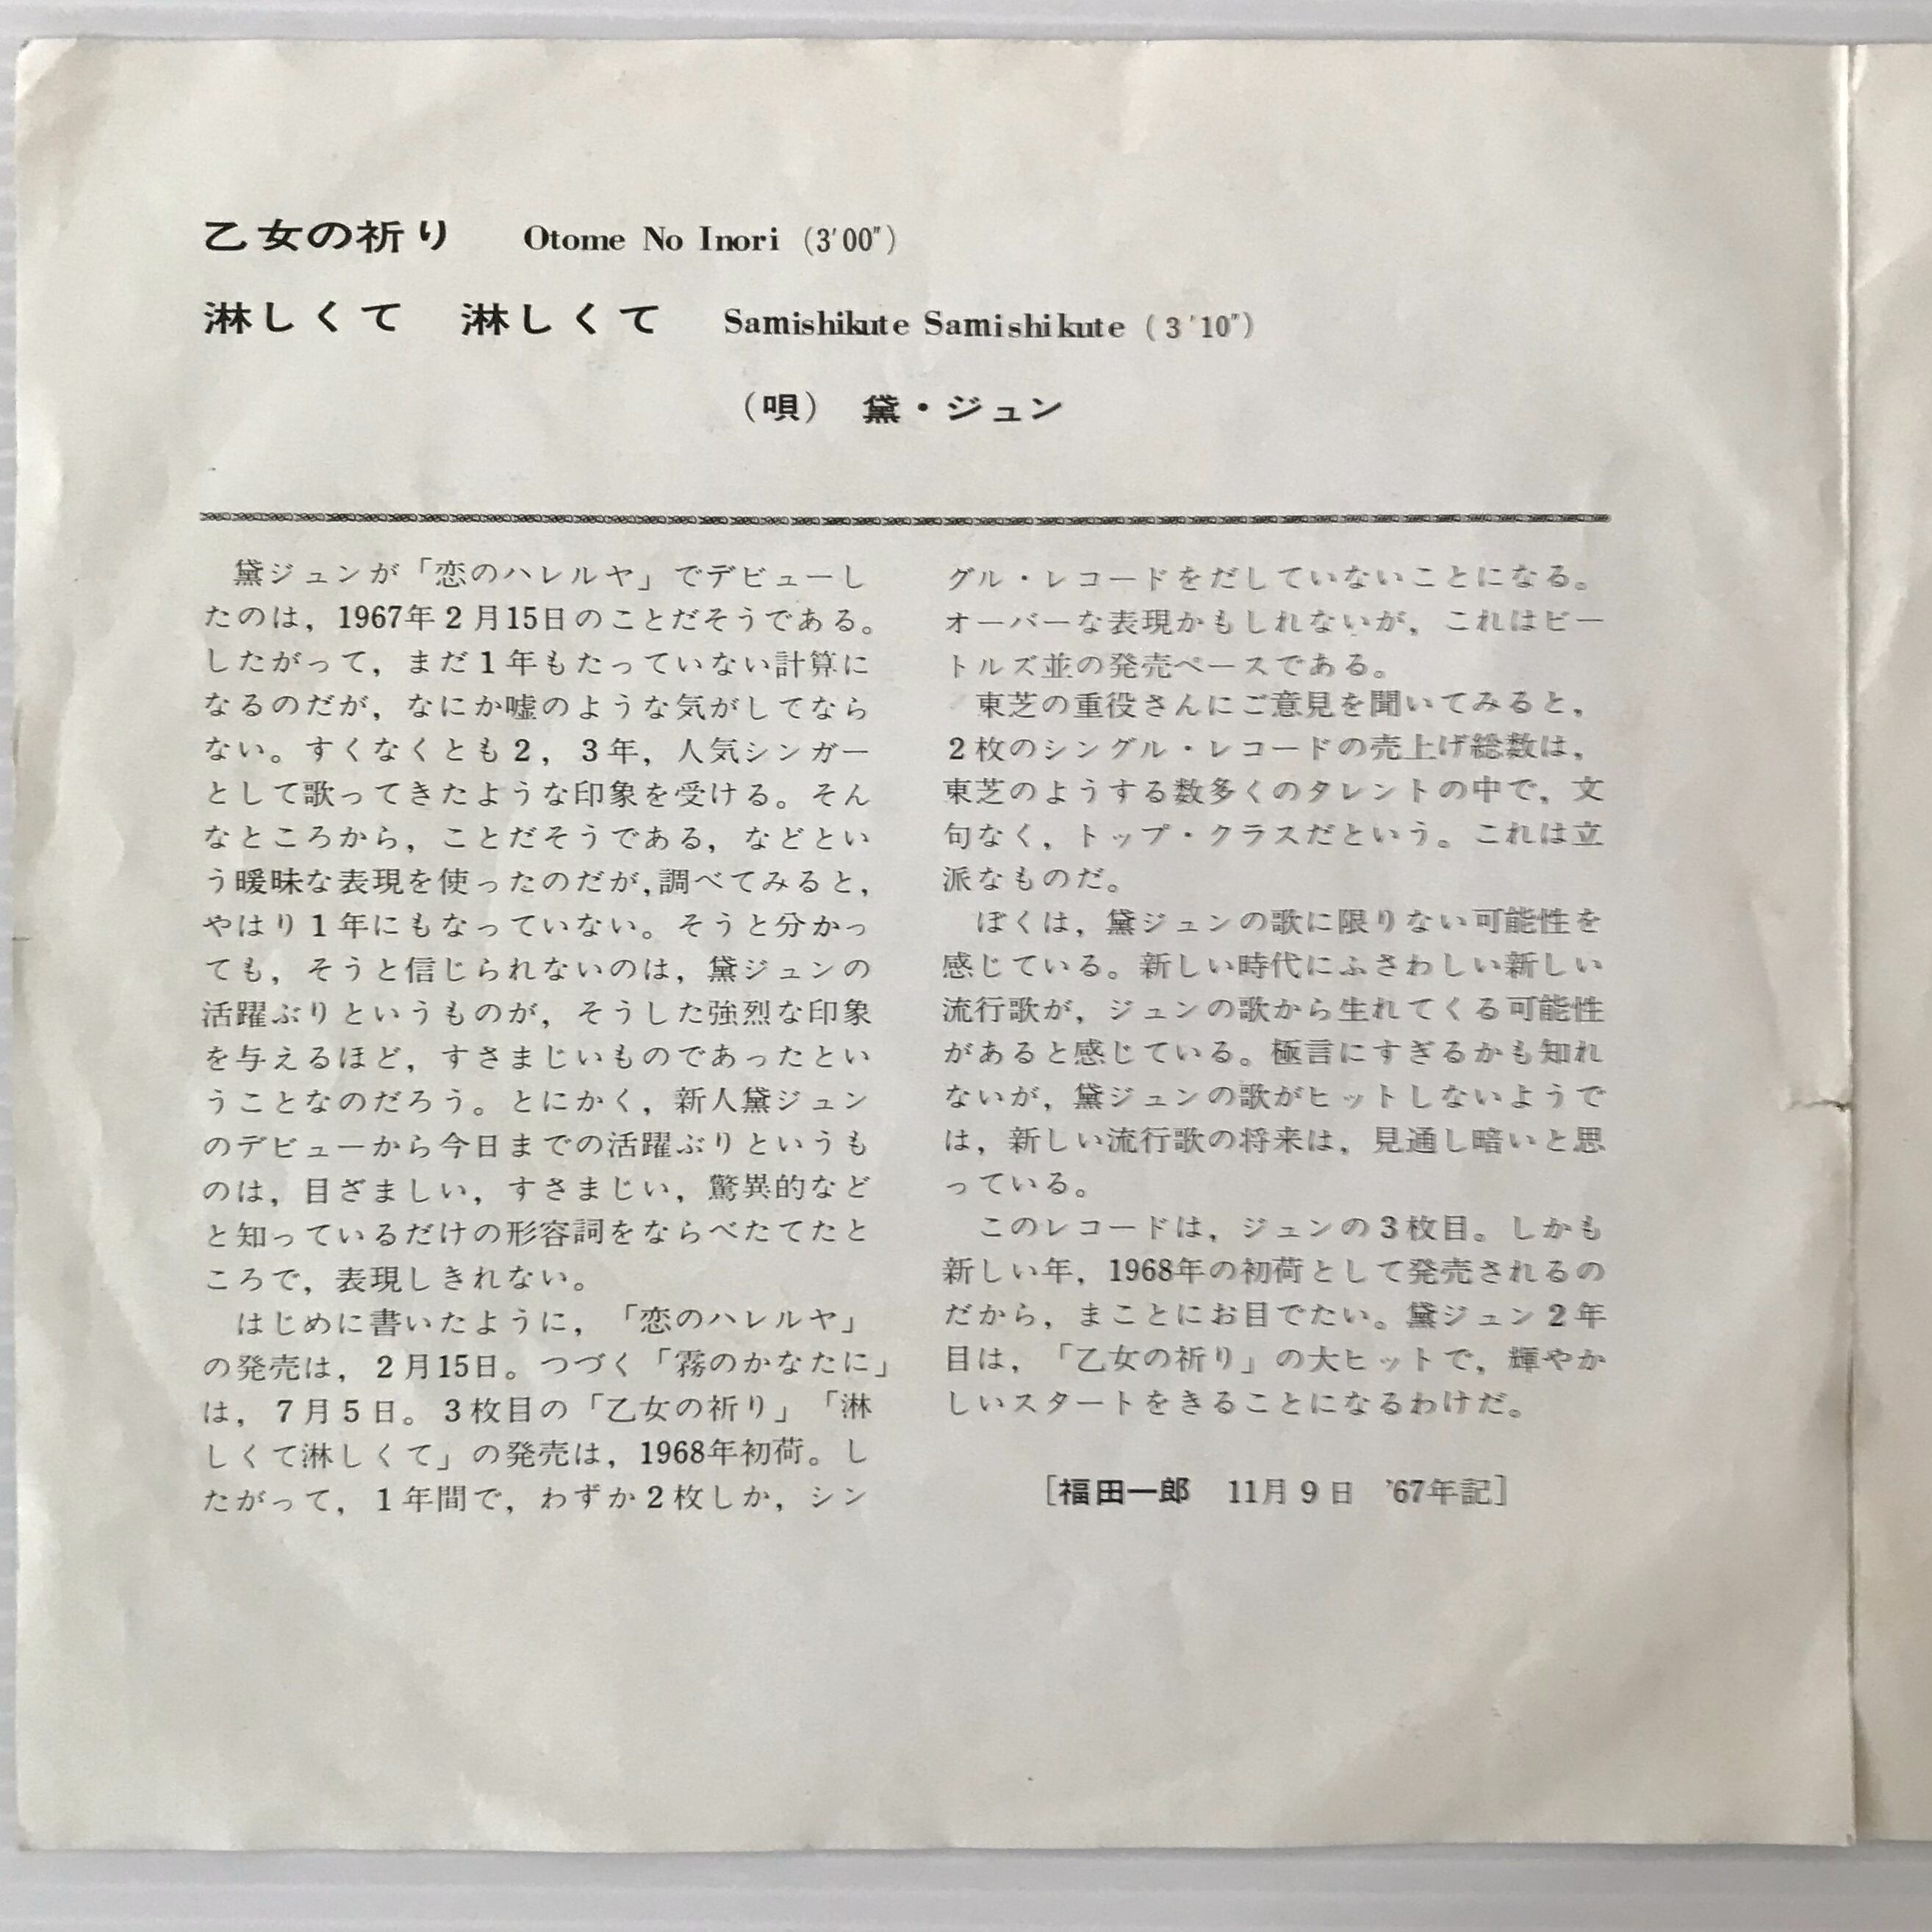 乙女の祈り Otome No Inori (3′00″)
淋しくて 淋しくて Samishikute Samishikute (3′10″)
(唄) 黛・ジュン
黛ジュンが「恋のハレルヤ」でデビューし
たのは，1967年2月15日のことだそうである。
したがって，まだ1年もたっていない計算に
なるのだが，なにか嘘のような気がしてなら
ない。すくなくとも2，3年，人気シンガー
として歌ってきたような印象を受ける。そん
なところから，ことだそうである，などとい
う曖昧な表現を使ったのだが，調べてみると，
やはり1年にもなっていない。そうと分かっ
ても，そうと信じられないのは，黛ジュンの
活躍ぶりというものが，そうした強烈な印象
を与えるほど，すさまじいものであったとい
うことなのだろう。とにかく，新人黛ジュン
のデビューから今日までの活躍ぶりというも
のは，目ざましい，すさまじい，驚異的など
と知っているだけの形容詞をならべたてたと
ころで，表現しきれない。
はじめに書いたように，「恋のハレルヤ」
の発売は，2月15日。つづく「霧のかなたに」
は，7月5日。3枚目の「乙女の祈り」「淋
しくて淋しくて」の発売は，1968年初荷。し
たがって，1年間で，わずか2枚しか，シン
グル・レコードをだしていないことになる。
オーバーな表現かもしれないが，これはビー
トルズ並の発売ペースである。
東芝の重役さんにご意見を聞いてみると，
2枚のシングル・レコードの売上げ総数は，
東芝のようする数多くのタレントの中で，文
句なく，トップ・クラスだという。これは立
派なものだ。
ぼくは，黛ジュンの歌に限りない可能性を
感じている。新しい時代にふさわしい新しい
流行歌が，ジュンの歌から生れてくる可能性
があると感じている。極言にすぎるかも知れ
ないが，黛ジュンの歌がヒットしないようで
は，新しい流行歌の将来は，見通し暗いと思
っている。
このレコードは，ジュンの3枚目。しかも
新しい年，1968年の初荷として発売されるの
だから，まことにお目でたい。黛ジュン2年
目は，「乙女の祈り」の大ヒットで，輝やか
しいスタートをきることになるわけだ。
[福田一郎 11月9日 '67年記]